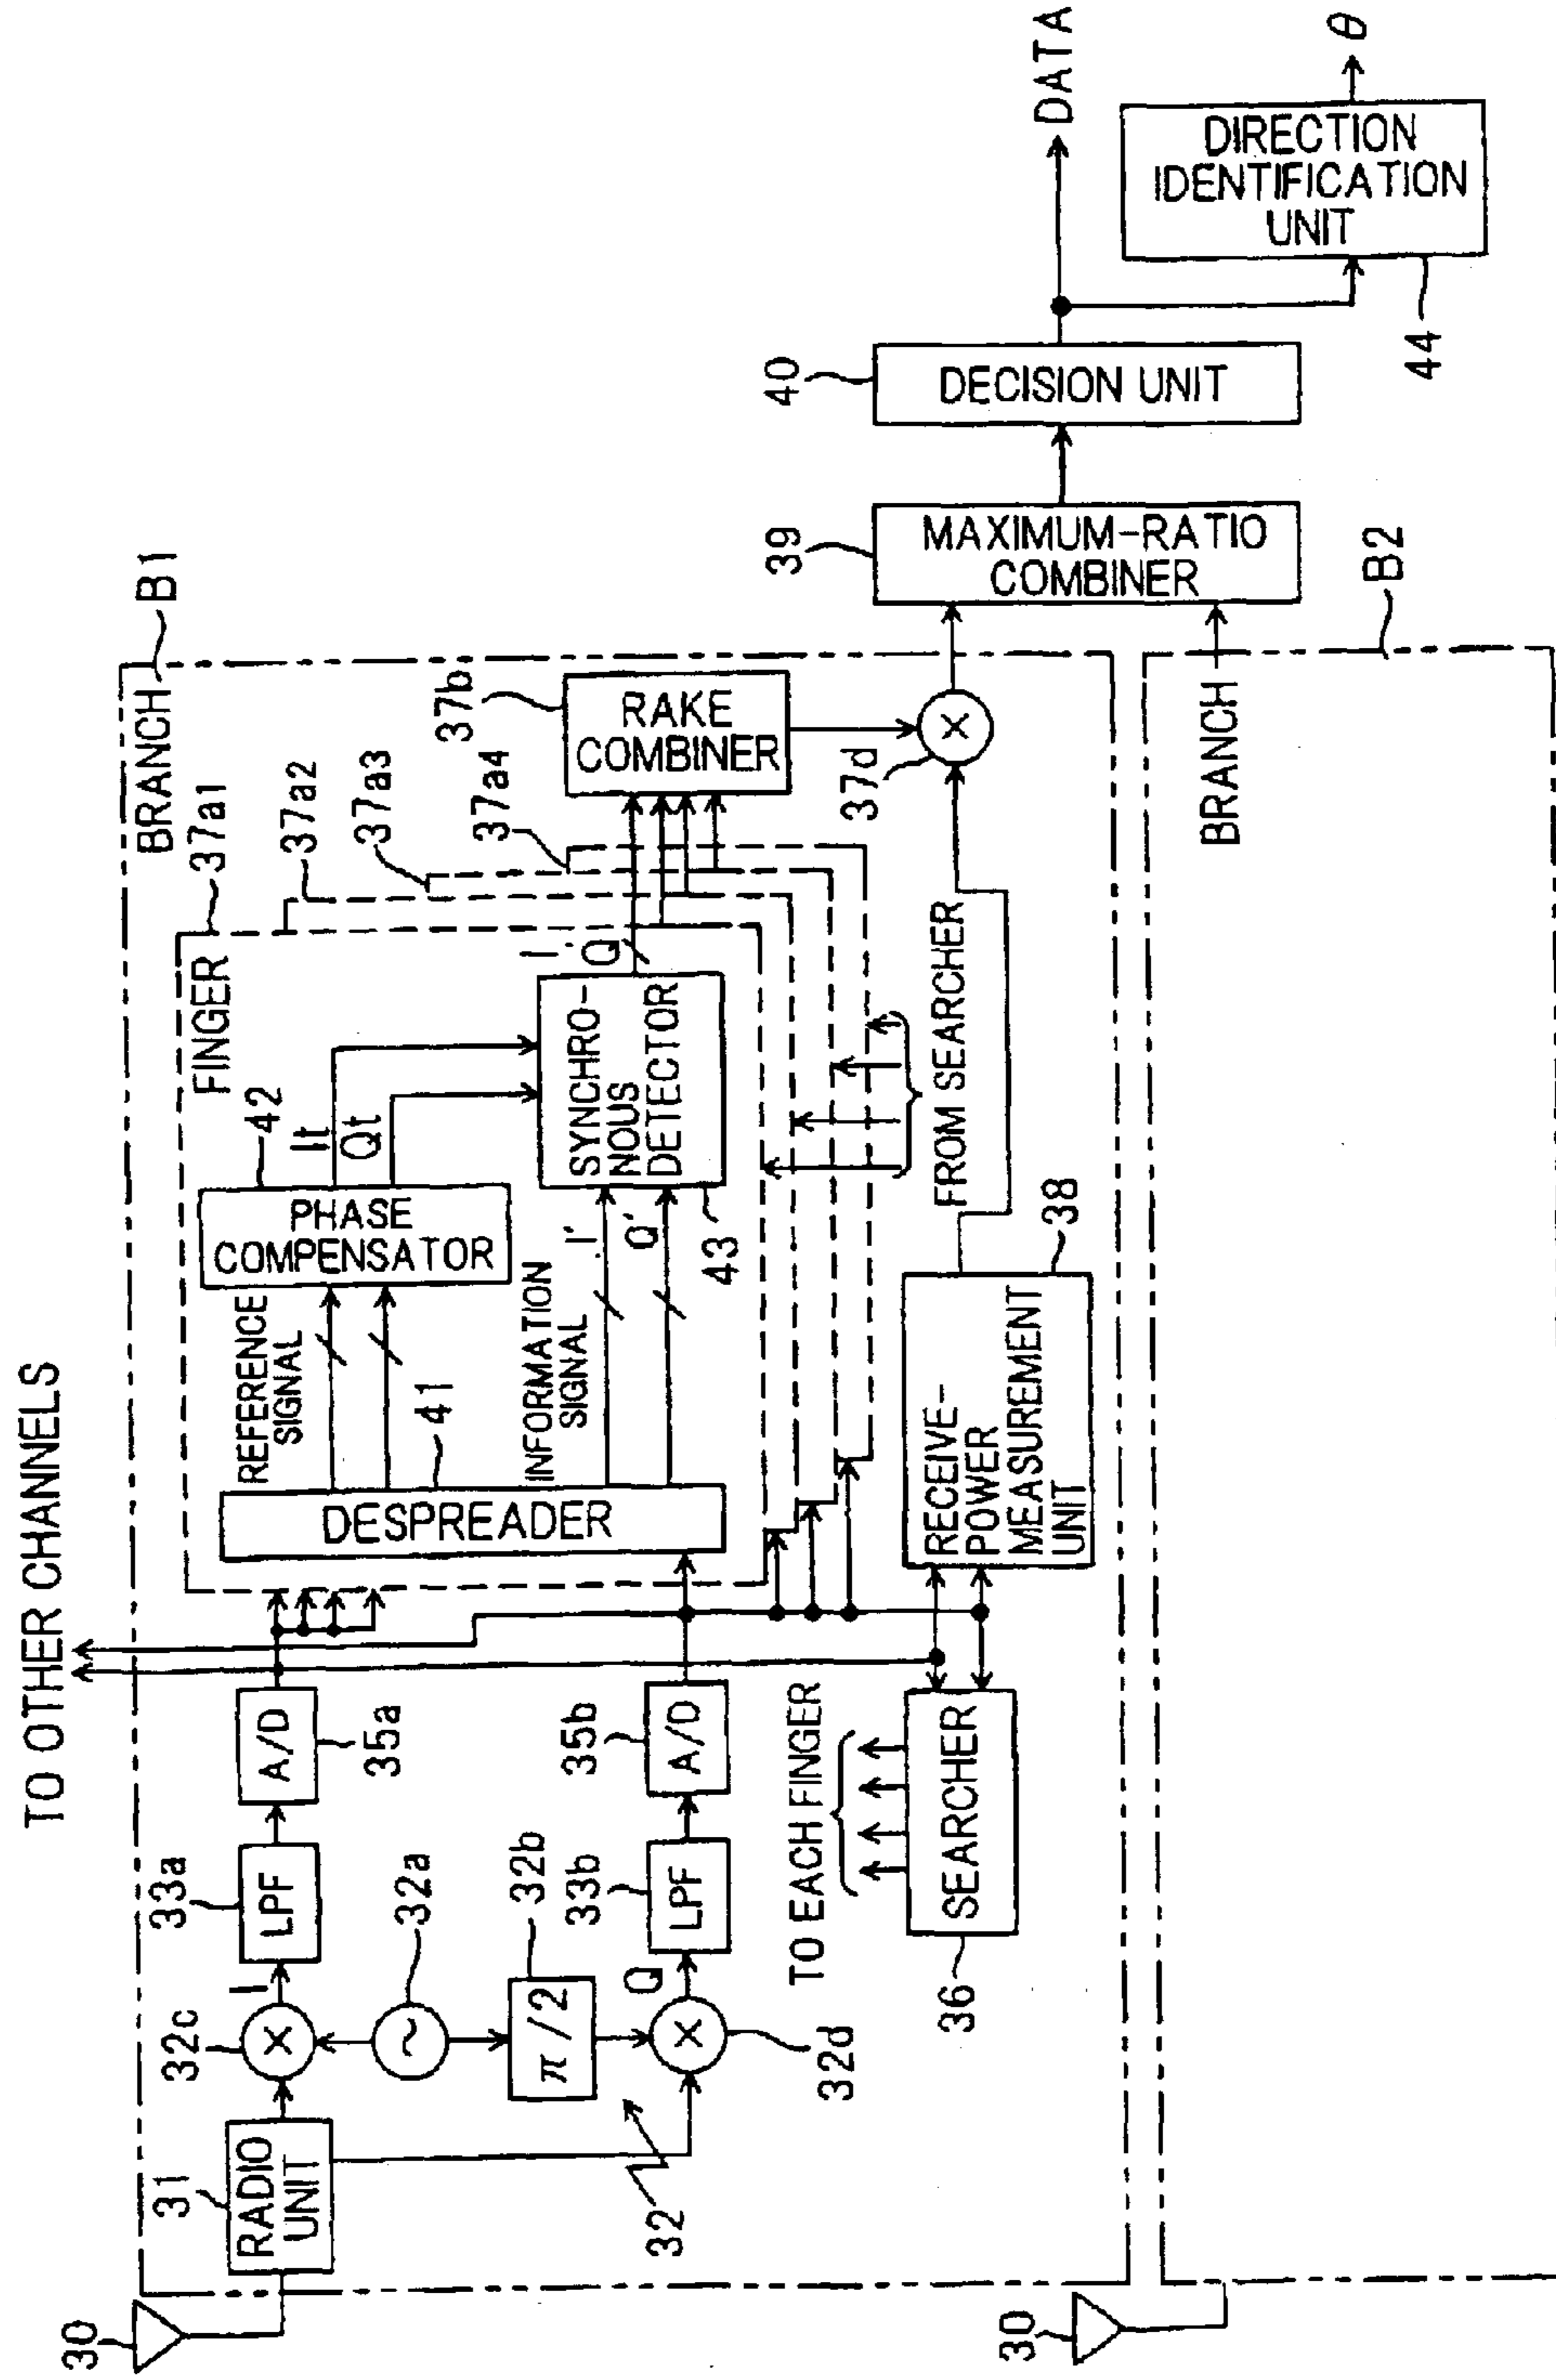 TO OTHER CHANNELS
BRANCH
B1
37a1
37a2
37a3
37a4
37b
FINGER
30
31
RADIO
UNIT
32c
I
33a
LPF
A/D
35a
32a
32b
π/2
32
32d
Q
33b
LPF
35b
A/D
DESPREADER
41
REFERENCE
SIGNAL
INFORMATION
SIGNAL
I'
Q'
PHASE
COMPENSATOR
42
It
Qt
SYNCHRO-
NOUS
DETECTOR
43
I
Q
RAKE
COMBINER
37d
×
TO EACH FINGER
SEARCHER
36
RECEIVE-
POWER
MEASUREMENT
UNIT
38
FROM SEARCHER
30
BRANCH
B2
39
MAXIMUM-RATIO
COMBINER
40
DECISION UNIT
DATA
DIRECTION
IDENTIFICATION
UNIT
44
θ